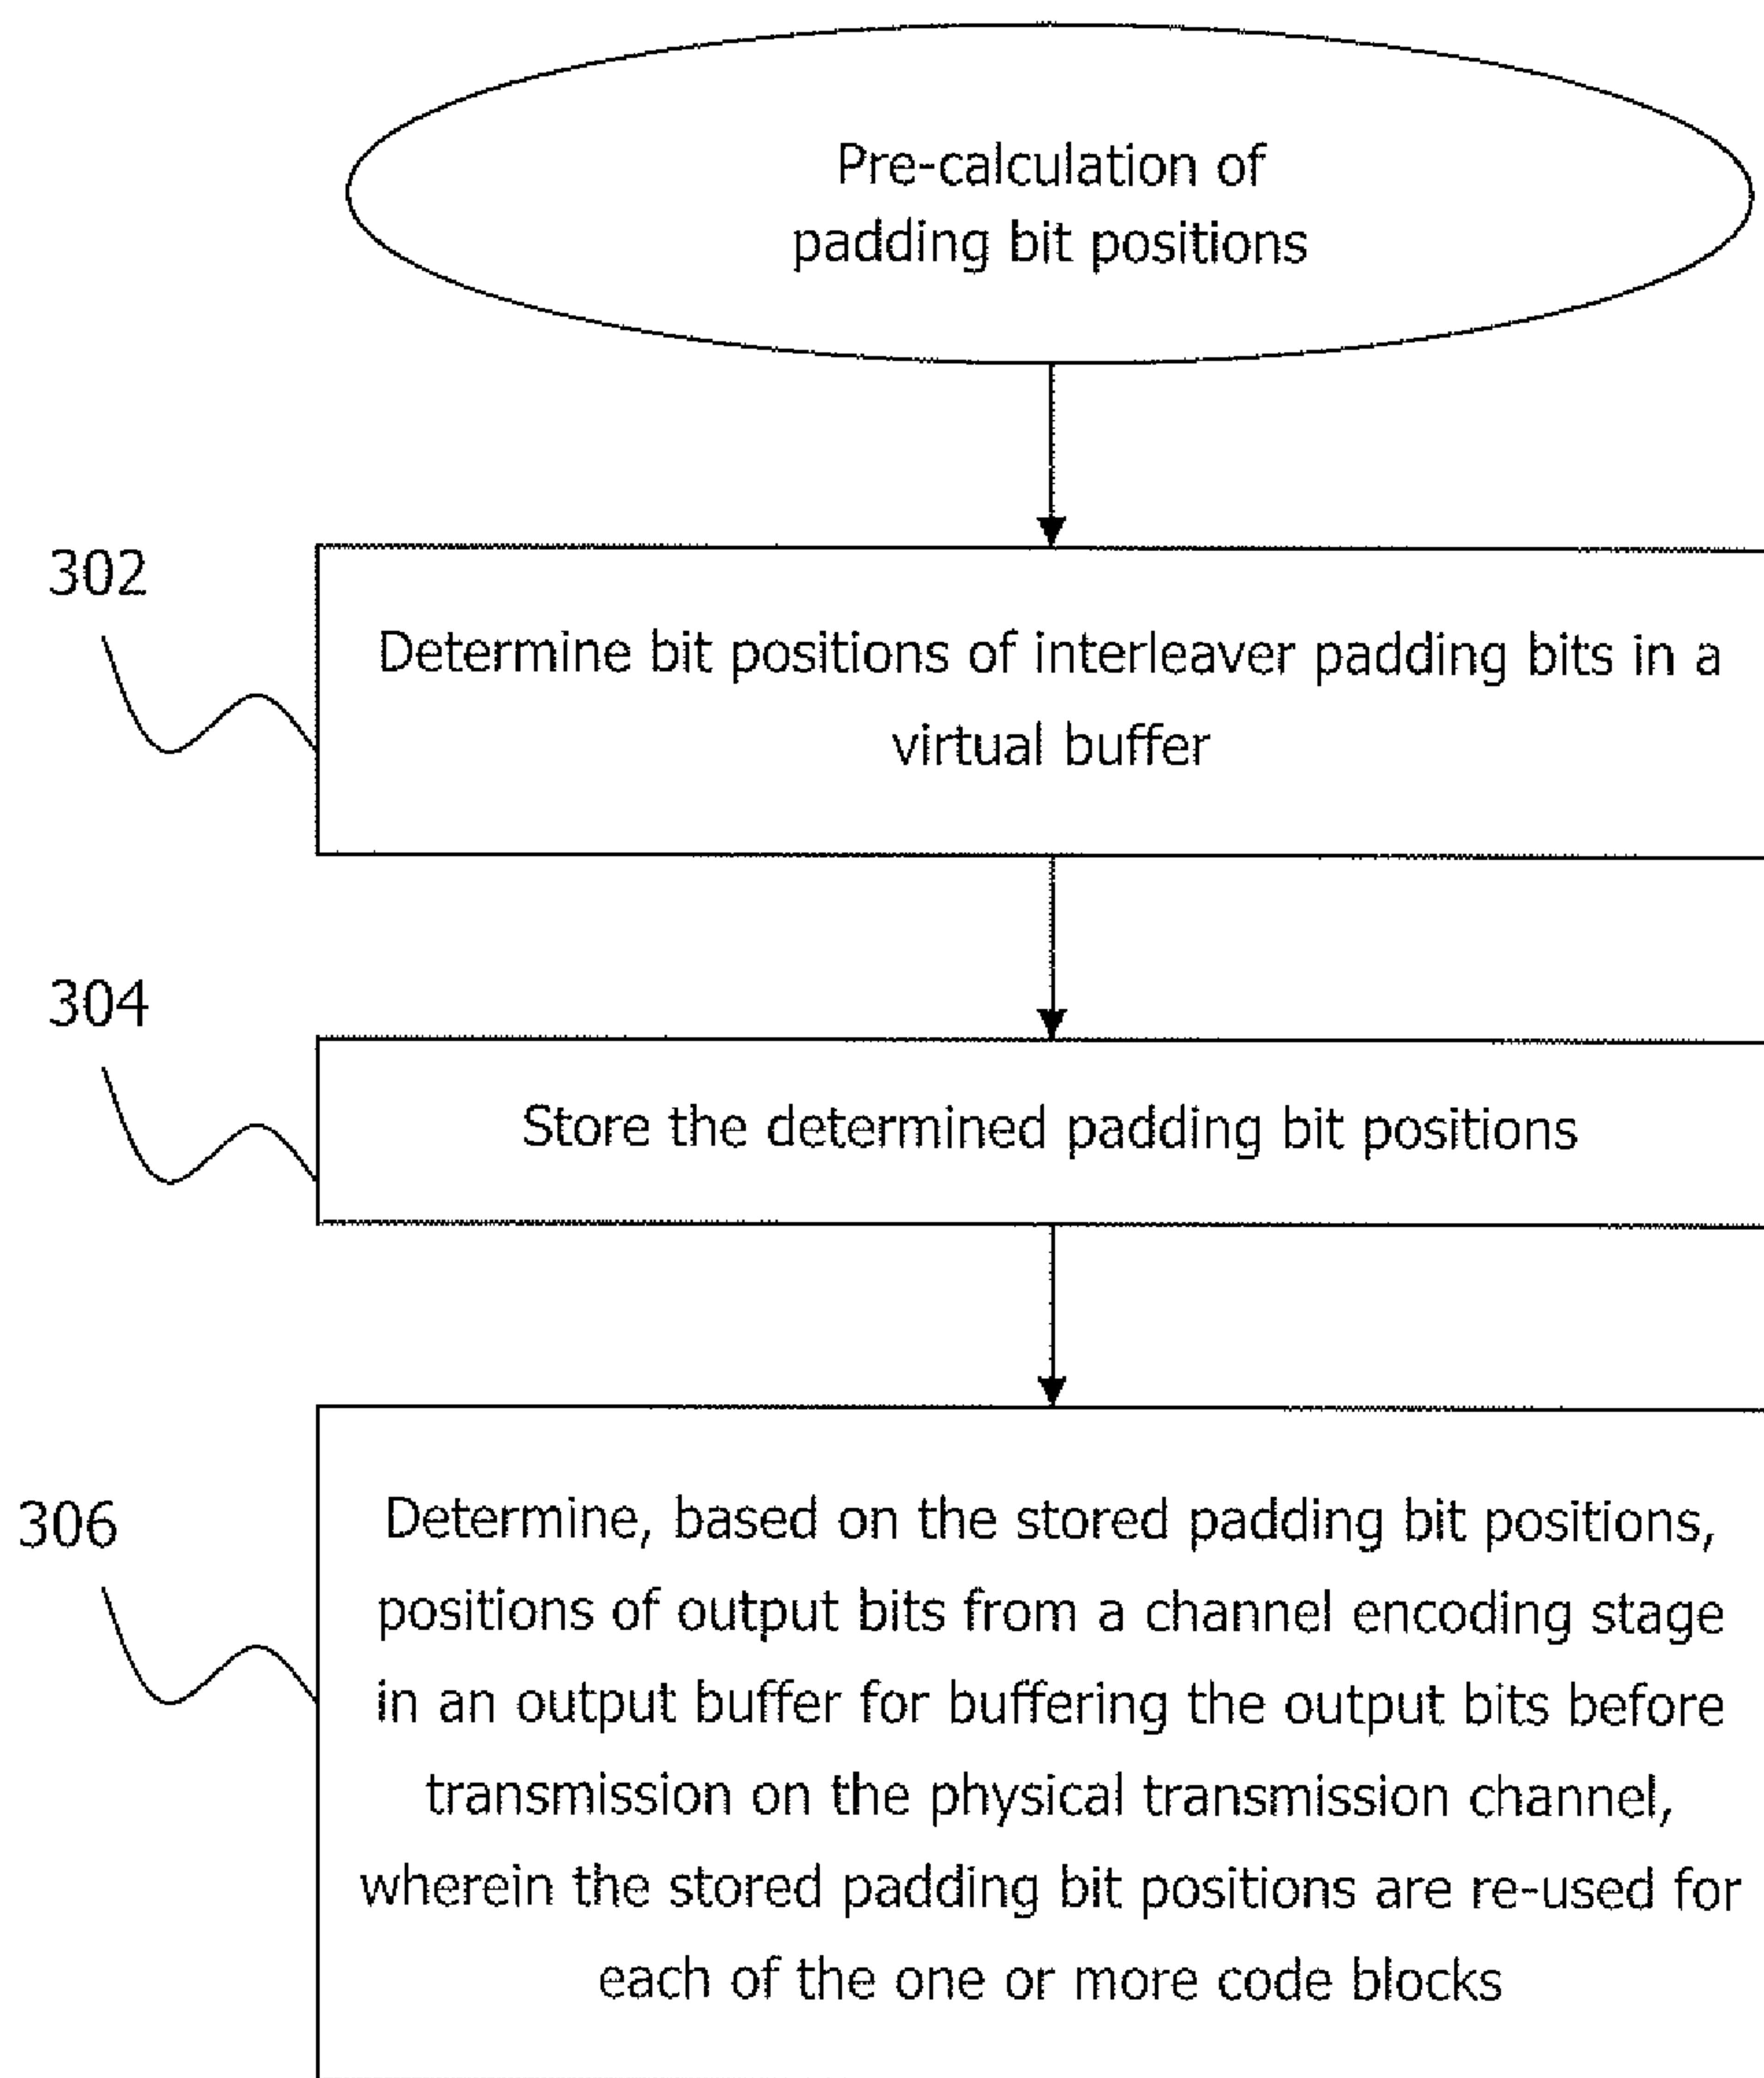 Pre-calculation of
padding bit positions
302
Determine bit positions of interleaver padding bits in a
virtual buffer
304
Store the determined padding bit positions
306
Determine, based on the stored padding bit positions,
positions of output bits from a channel encoding stage
in an output buffer for buffering the output bits before
transmission on the physical transmission channel,
wherein the stored padding bit positions are re-used for
each of the one or more code blocks